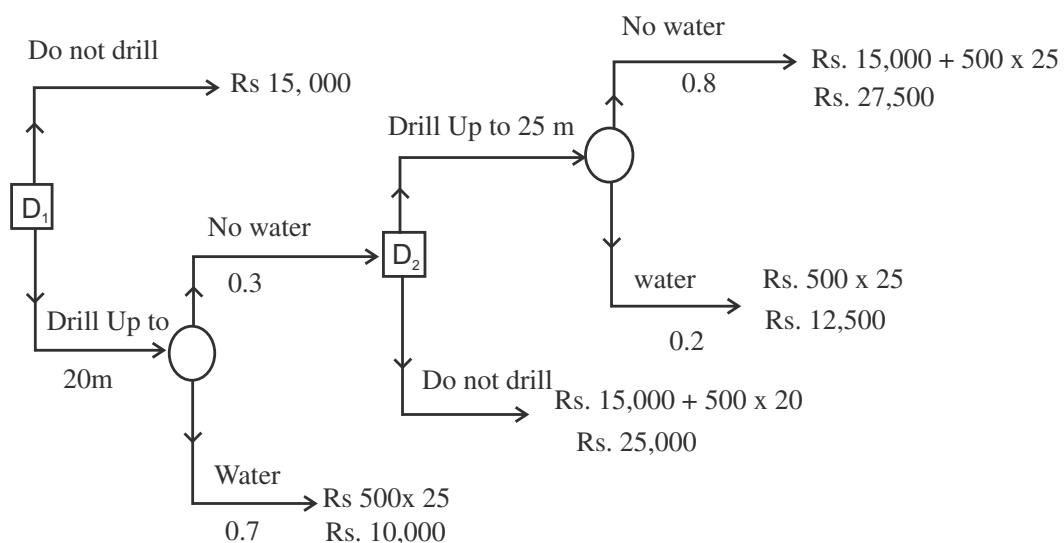 No water
Do not drill
Rs 15, 000
0.8
Rs. 15,000 + 500 x 25
Rs. 27,500
Drill Up to 25 m
D1
No water
0.3
D2
water
0.2
Rs. 500 x 25
Rs. 12,500
Drill Up to
20m
Do not drill
Rs. 15,000 + 500 x 20
Rs. 25,000
Water
0.7
Rs 500x 25
Rs. 10,000